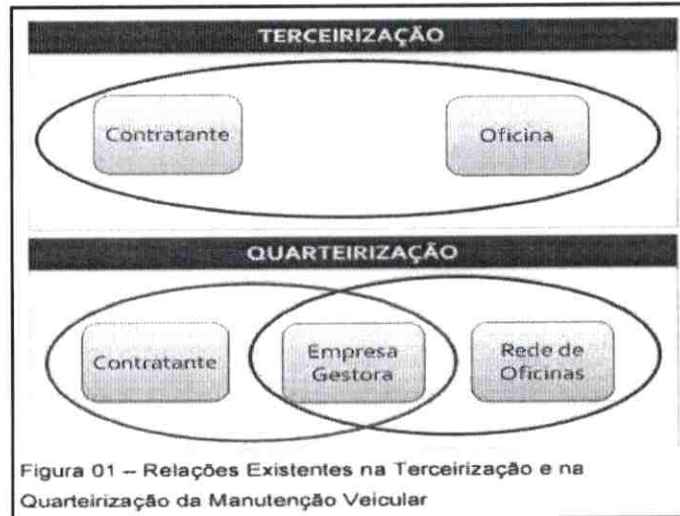 TERCEIRIZAÇÃO
Contratante
Oficina
QUARTEIRIZAÇÃO
Contratante
Empresa
Gestora
Rede de
Oficinas
Figura 01 – Relações Existentes na Terceirização e na
Quarteirização da Manutenção Veicular